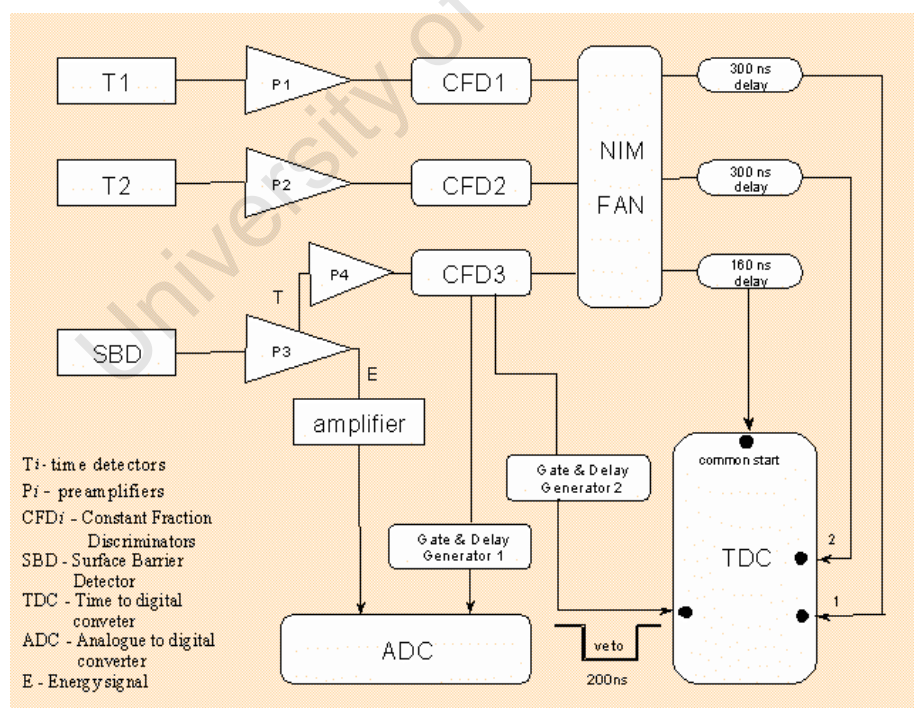 University of
T1
P1
CFD1
300 ns
delay
NIM
FAN
T2
P2
CFD2
300 ns
delay
P4
CFD3
160 ns
delay
T
SBD
P3
E
amplifier
common start
Gate & Delay
Generator 2
2
Gate & Delay
Generator 1
TDC
1
ADC
veto
200ns
Ti- time detectors
Pi - preamplifiers
CFDi - Constant Fraction
Discriminators
SBD - Surface Barrier
Detector
TDC - Time to digital
conveter
ADC - Analogue to digital
converter
E - Energy signal